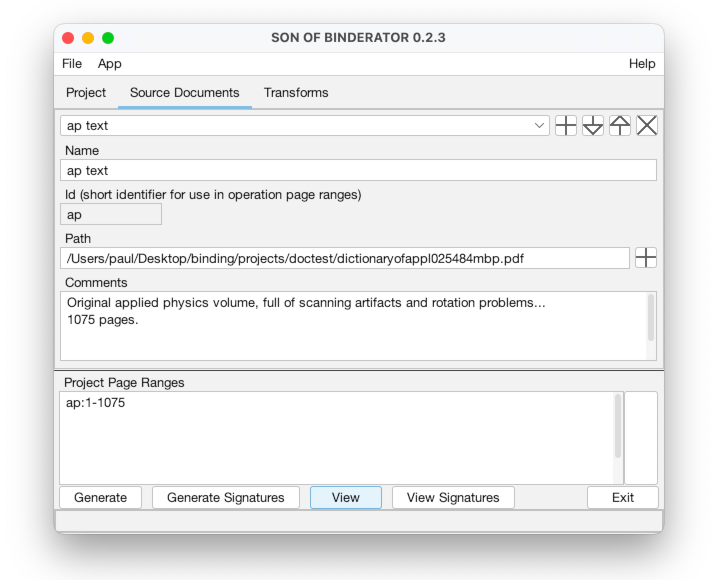 SON OF BINDERATOR 0.2.3
File App Help
Project Source Documents Transforms
ap text
Name
ap text
Id (short identifier for use in operation page ranges)
ap
Path
/Users/paul/Desktop/binding/projects/doctest/dictionaryofappl025484mbp.pdf
Comments
Original applied physics volume, full of scanning artifacts and rotation problems...
1075 pages.
Project Page Ranges
ap:1-1075
Generate Generate Signatures View View Signatures Exit